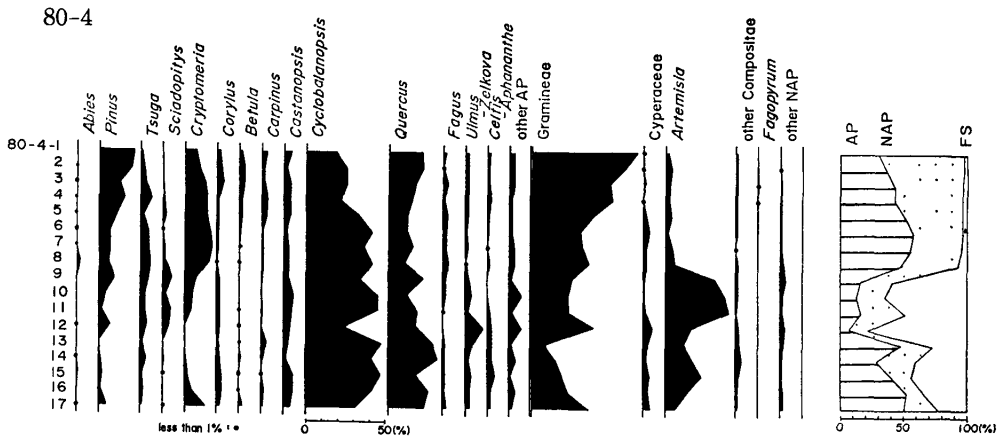 80-4
Abies
Pinus
Tsuga
Sciadopitys
Cryptomeria
Corylus
Betula
Carpinus
Castanopsis
Cyclobalanopsis
Quercus
Fagus
Ulmus-Zelkova
Celtis-Aphananthe
other AP
Gramineae
Cyperaceae
Artemisia
other Compositae
Fagopyrum
other NAP
AP
NAP
FS
80-4-1
2
3
4
5
6
7
8
9
10
11
12
13
14
15
16
17
less than 1% : •
0 50(%)
0 50 100(%)